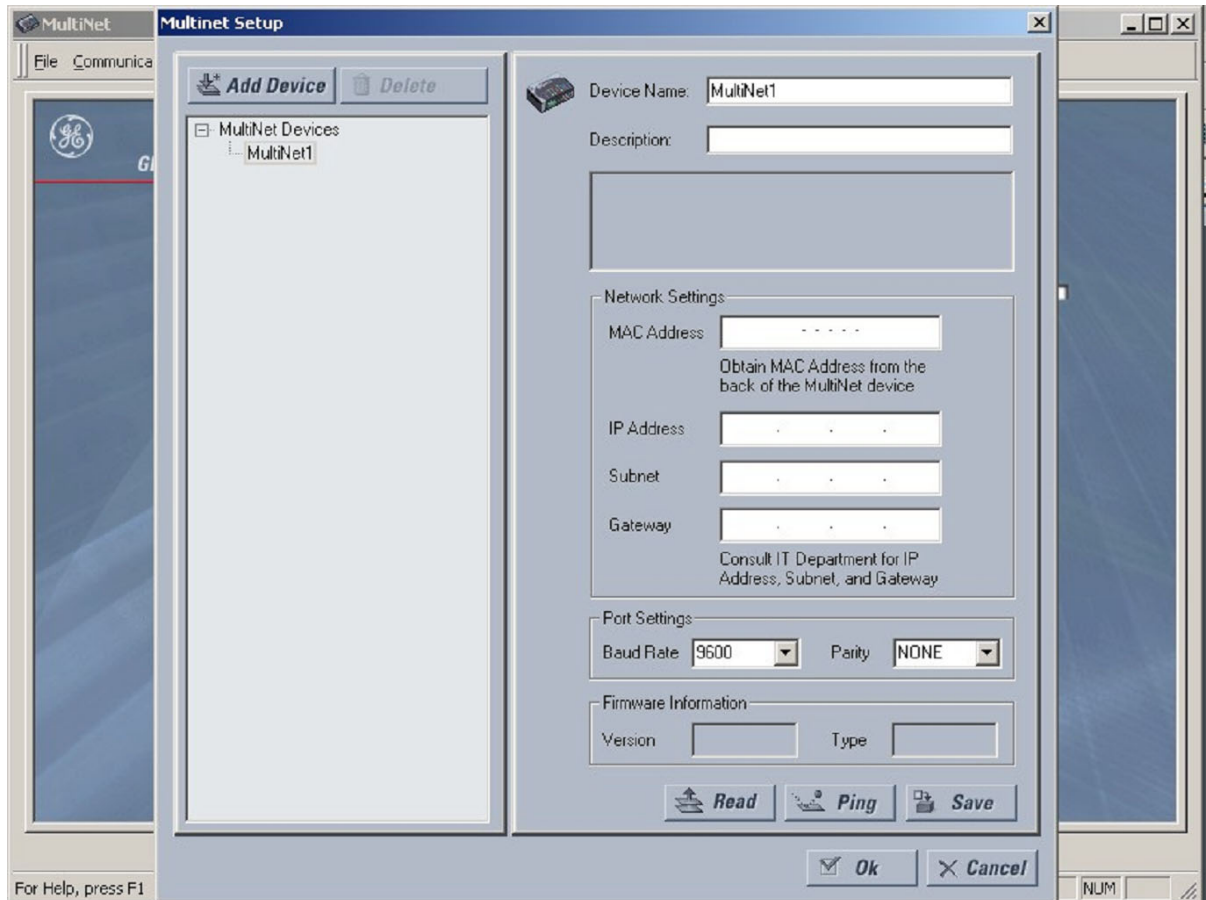 MultiNet
Multinet Setup
File Communica
GE
Add Device
Delete
MultiNet Devices
MultiNet1
Device Name: MultiNet1
Description:
Network Settings
MAC Address - - - - -
Obtain MAC Address from the
back of the MultiNet device
IP Address . . .
Subnet . . .
Gateway . . .
Consult IT Department for IP
Address, Subnet, and Gateway
Port Settings
Baud Rate 9600 Parity NONE
Firmware Information
Version Type
Read Ping Save
Ok Cancel
For Help, press F1
NUM